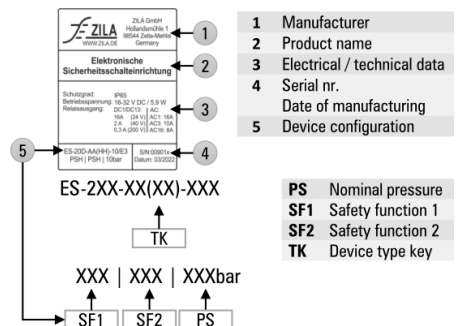 ZILA
WWW.ZILA.DE
ZILA GmbH
Hollandsmühle 1
98544 Zella-Mehlis
Germany
Elektronische
Sicherheitsschalteinrichtung
Schutzgrad: IP65
Betriebsspannung: 16-32 V DC / 5,9 W
Relaisausgang: DC1/DC13: AC:
16A (24 V) AC1: 16A
2 A (40 V) AC3: 10A
0,3 A (200 V) AC16: 8A
ES-20D-AA(HH)-10/E3
PSH | PSH | 10bar
S/N:00901x
Datum: 03/2022
1
2
3
4
5
1 Manufacturer
2 Product name
3 Electrical / technical data
4 Serial nr.
Date of manufacturing
5 Device configuration
ES-2XX-XX(XX)-XXX
TK
XXX | XXX | XXXbar
SF1 SF2 PS
PS Nominal pressure
SF1 Safety function 1
SF2 Safety function 2
TK Device type key